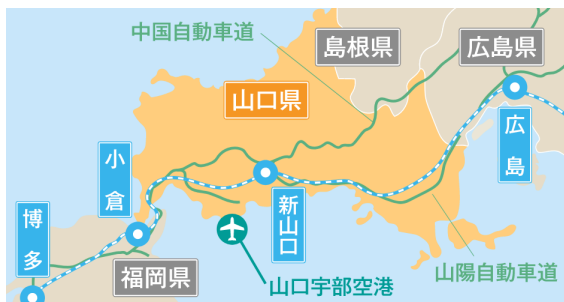 中国自動車道
島根県
広島県
山口県
広島
小倉
新山口
博多
福岡県
山口宇部空港
山陽自動車道